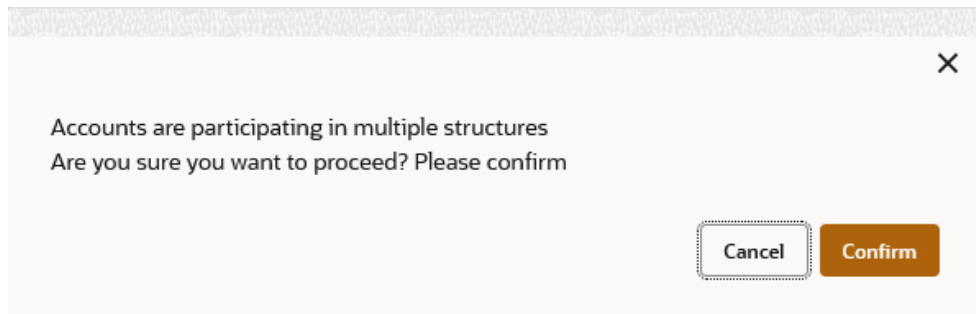 Accounts are participating in multiple structures
Are you sure you want to proceed? Please confirm
Cancel
Confirm